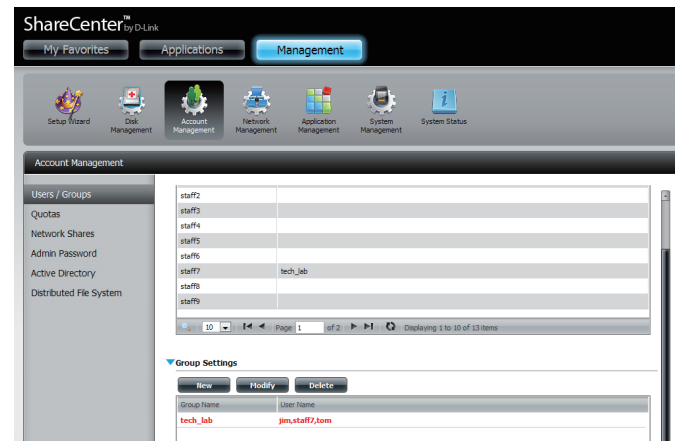 ShareCenter™ by D-Link
My Favorites Applications Management
Setup Wizard Disk Management Account Management Network Management Application Management System Management System Status
Account Management
Users / Groups
Quotas
Network Shares
Admin Password
Active Directory
Distributed File System
staff2
staff3
staff4
staff5
staff6
staff7 tech_lab
staff8
staff9
10 Page 1 of 2 Displaying 1 to 10 of 13 items
Group Settings
New Modify Delete
Group Name User Name
tech_lab jim,staff7,tom